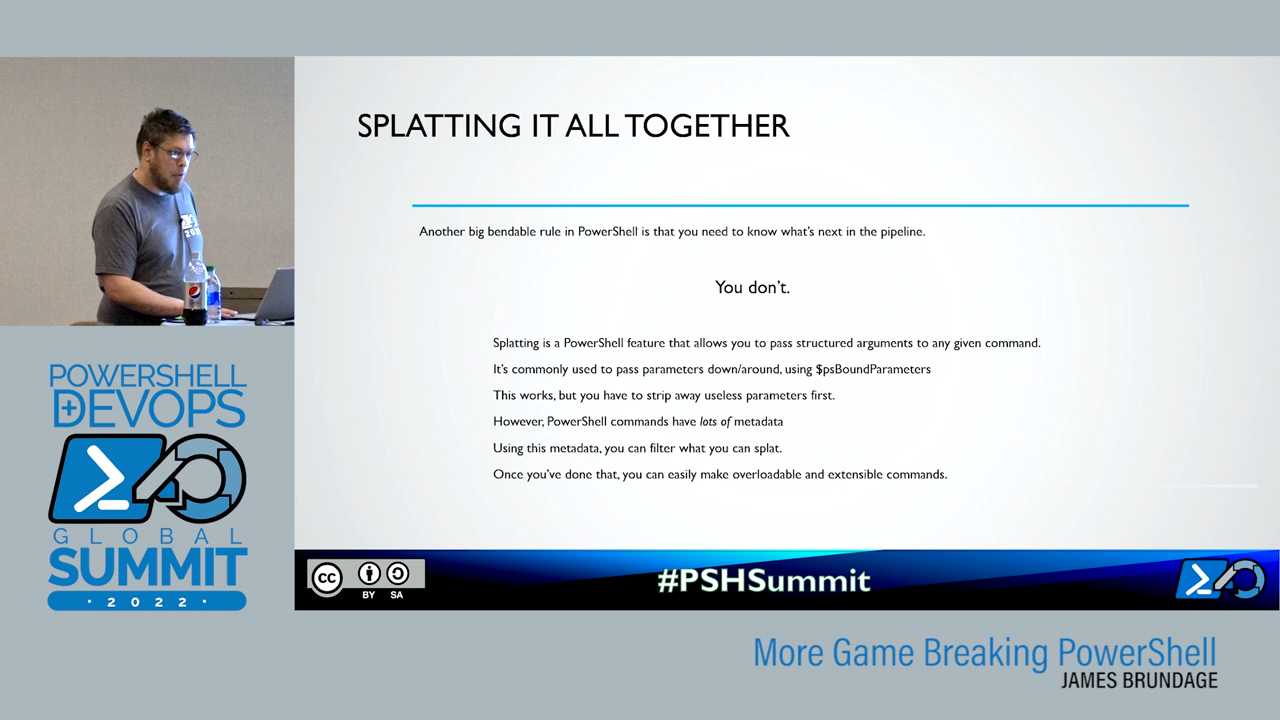 SPLATTING IT ALL TOGETHER
Another big bendable rule in PowerShell is that you need to know what's next in the pipeline.
You don't.
Splatting is a PowerShell feature that allows you to pass structured arguments to any given command.
It's commonly used to pass parameters down/around, using $psBoundParameters
This works, but you have to strip away useless parameters first.
However, PowerShell commands have lots of metadata
Using this metadata, you can filter what you can splat.
Once you've done that, you can easily make overloadable and extensible commands.
POWERSHELL
DEVOPS
GLOBAL
SUMMIT
· 2022 ·
cc
BY SA
#PSHSummit
More Game Breaking PowerShell
JAMES BRUNDAGE